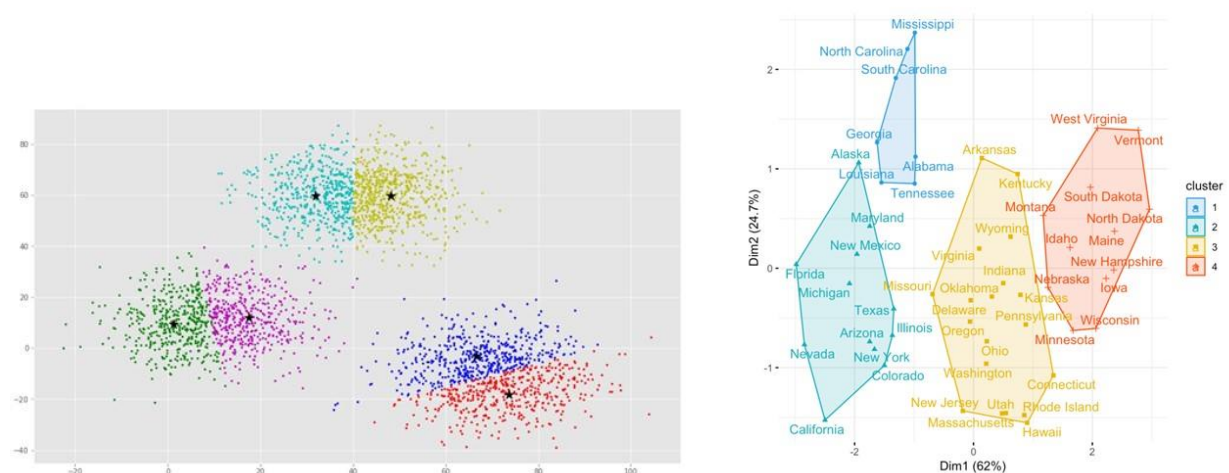 80
60
40
20
0
−20
−40
−20
0
20
40
60
80
100
Mississippi
North Carolina
South Carolina
Georgia
Alaska
Alabama
Louisiana
Tennessee
Arkansas
Kentucky
West Virginia
Vermont
South Dakota
Montana
North Dakota
Maryland
Wyoming
Idaho
Maine
New Mexico
Virginia
New Hampshire
Florida
Indiana
Michigan
Missouri
Oklahoma
Kansas
Nebraska
Iowa
Texas
Delaware
Pennsylvania
Wisconsin
Arizona
Illinois
Oregon
Minnesota
Nevada
New York
Ohio
Colorado
Washington
Connecticut
New Jersey
Utah
Rhode Island
Massachusetts
Hawaii
California
2
1
0
-1
Dim2 (24.7%)
-2
0
2
Dim1 (62%)
cluster
1
2
3
4